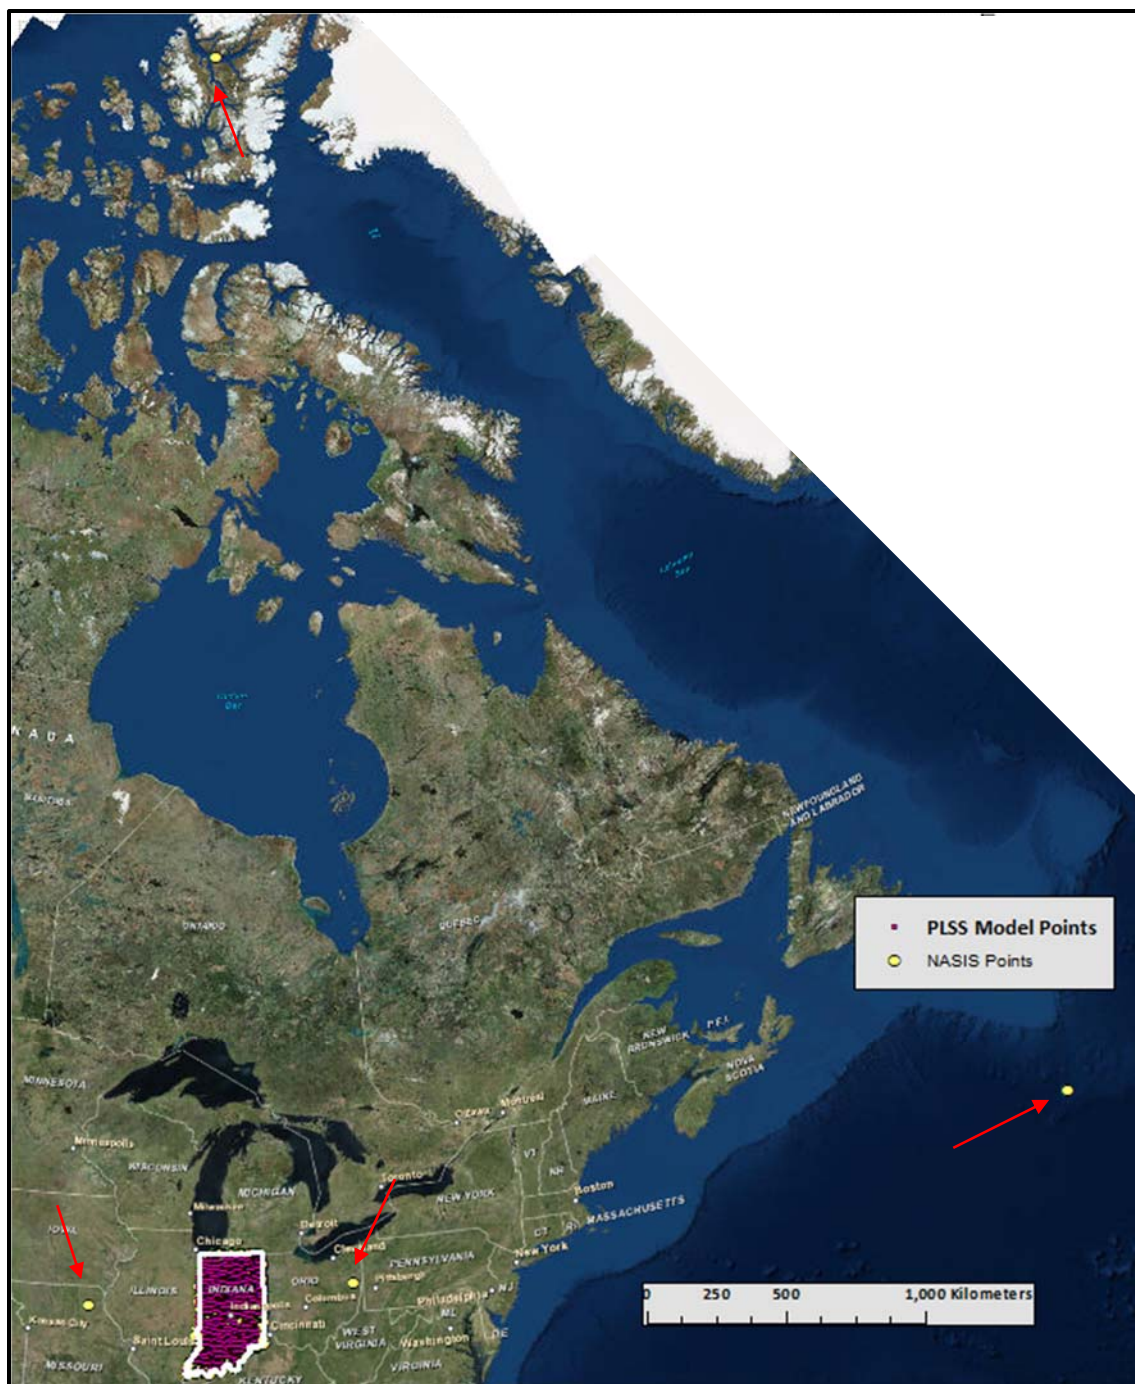 NADA
NEWFOUNDLAND
AND LABRADOR
ONTARIO
QUEBEC
PLSS Model Points
NASIS Points
NEW
BRUNSWICK
P.E.I.
NOVA
SCOTIA
MINNESOTA
MAINE
Ottawa
Montreal
Minneapolis
WISCONSIN
VT
NH
Toronto
MICHIGAN
NEW YORK
Boston
MASSACHUSETTS
Milwaukee
IOWA
Detroit
CT
RI
Chicago
Cleveland
New York
PENNSYLVANIA
ILLINOIS
INDIANA
OHIO
Pittsburgh
NJ
Columbus
Philadelphia
0 250 500 1,000 Kilometers
Indianapolis
Kansas City
Cincinnati
Saint Louis
WEST
VIRGINIA
Washington
DE
MISSOURI
VIRGINIA
KENTUCKY